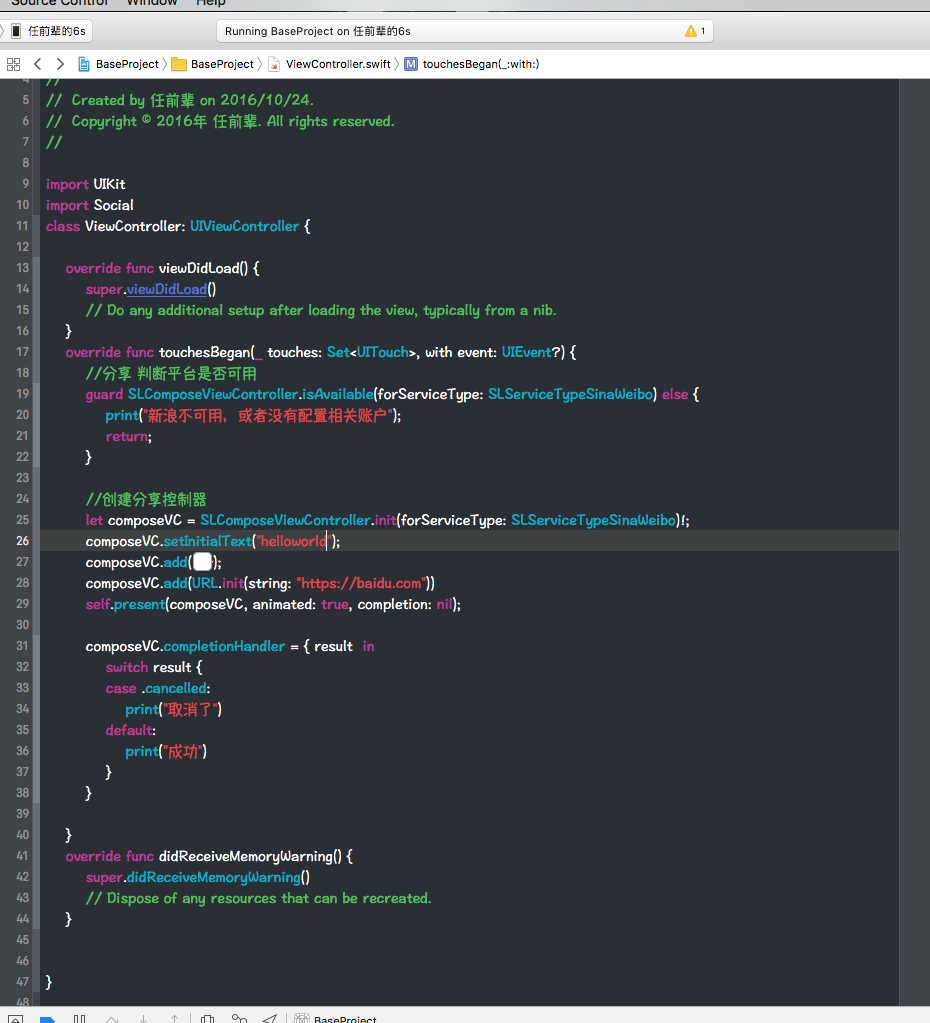 Source Control Window Help
任前辈的6s Running BaseProject on 任前辈的6s 1
BaseProject BaseProject ViewController.swift M touchesBegan(_:with:)
4 //
5 // Created by 任前辈 on 2016/10/24.
6 // Copyright © 2016年 任前辈. All rights reserved.
7 //
8
9 import UIKit
10 import Social
11 class ViewController: UIViewController {
12
13 override func viewDidLoad() {
14 super.viewDidLoad()
15 // Do any additional setup after loading the view, typically from a nib.
16 }
17 override func touchesBegan(_ touches: Set<UITouch>, with event: UIEvent?) {
18 //分享 判断平台是否可用
19 guard SLComposeViewController.isAvailable(forServiceType: SLServiceTypeSinaWeibo) else {
20 print("新浪不可用，或者没有配置相关账户");
21 return;
22 }
23
24 //创建分享控制器
25 let composeVC = SLComposeViewController.init(forServiceType: SLServiceTypeSinaWeibo)!;
26 composeVC.setInitialText("helloworld");
27 composeVC.add( );
28 composeVC.add(URL.init(string: "https://baidu.com"))
29 self.present(composeVC, animated: true, completion: nil);
30
31 composeVC.completionHandler = { result in
32 switch result {
33 case .cancelled:
34 print("取消了")
35 default:
36 print("成功")
37 }
38 }
39
40 }
41 override func didReceiveMemoryWarning() {
42 super.didReceiveMemoryWarning()
43 // Dispose of any resources that can be recreated.
44 }
45
46
47 }
48
BaseProject